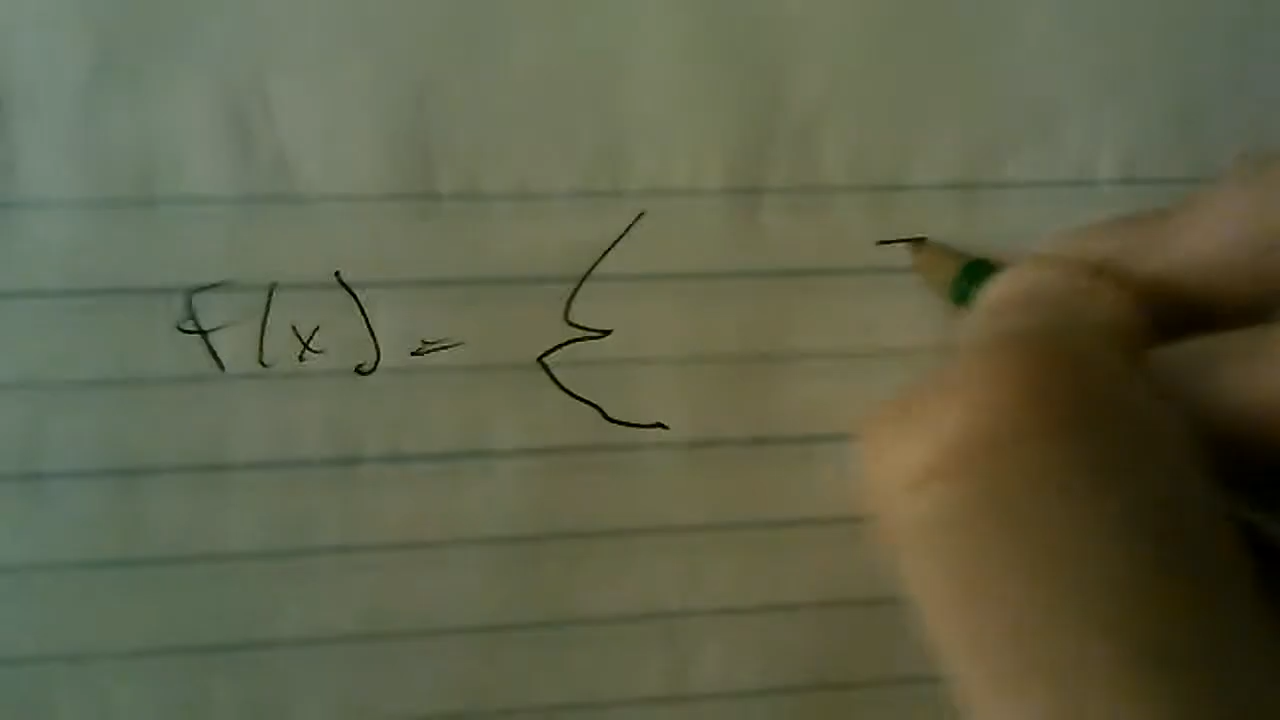 f(x) = {